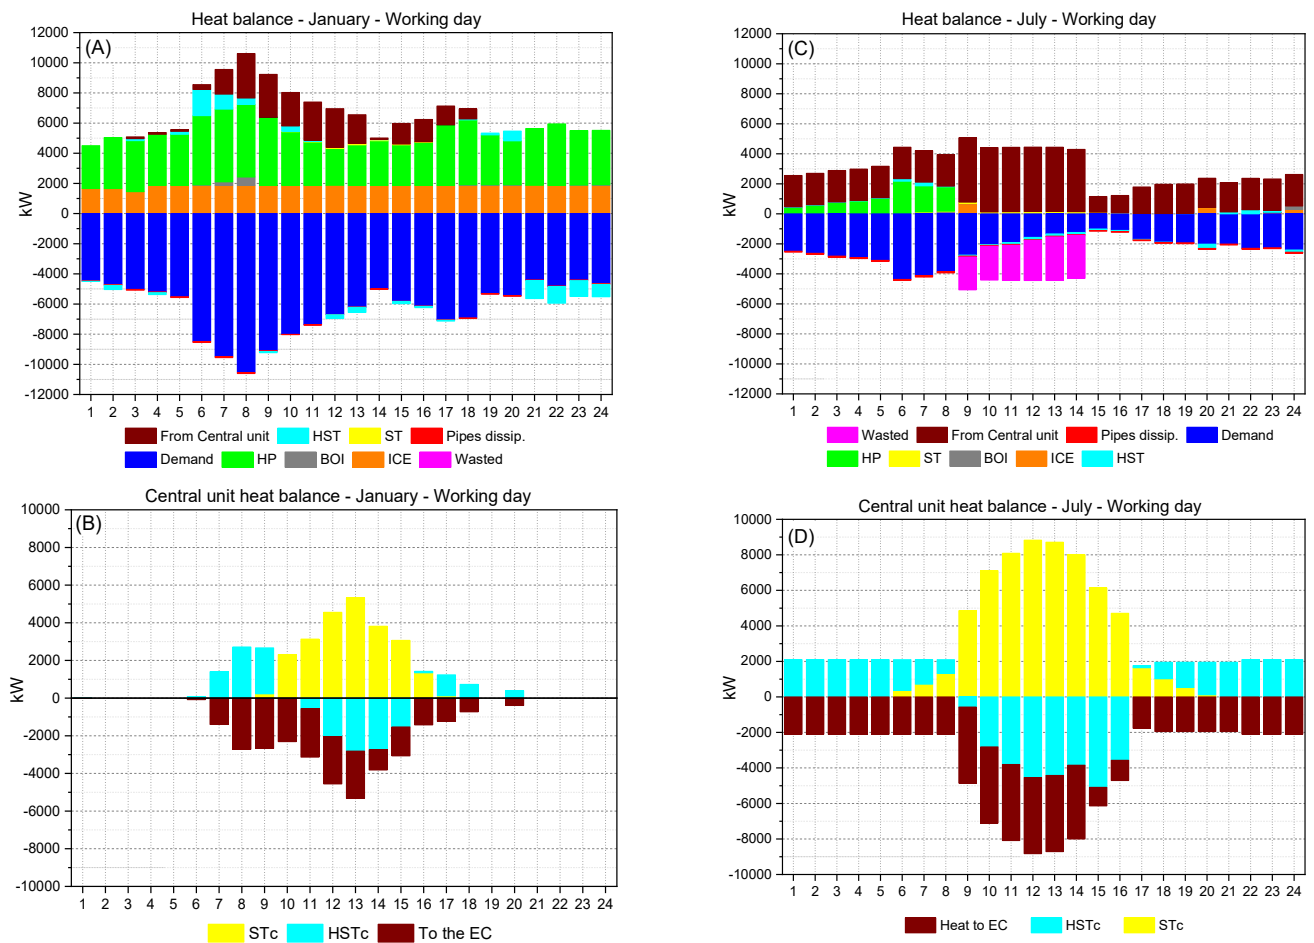 Heat balance - January - Working day
(A)
12000
10000
8000
6000
4000
2000
0
-2000
-4000
-6000
-8000
-10000
-12000
kW
1 2 3 4 5 6 7 8 9 10 11 12 13 14 15 16 17 18 19 20 21 22 23 24
From Central unit HST ST Pipes dissip.
Demand HP BOI ICE Wasted
Heat balance - July - Working day
(C)
12000
10000
8000
6000
4000
2000
0
-2000
-4000
-6000
-8000
-10000
-12000
kW
1 2 3 4 5 6 7 8 9 10 11 12 13 14 15 16 17 18 19 20 21 22 23 24
Wasted From Central unit Pipes dissip. Demand
HP ST BOI ICE HST
Central unit heat balance - January - Working day
(B)
10000
8000
6000
4000
2000
0
-2000
-4000
-6000
-8000
-10000
kW
1 2 3 4 5 6 7 8 9 10 11 12 13 14 15 16 17 18 19 20 21 22 23 24
STc HSTc To the EC
Central unit heat balance - July - Working day
(D)
10000
8000
6000
4000
2000
0
-2000
-4000
-6000
-8000
-10000
kW
1 2 3 4 5 6 7 8 9 10 11 12 13 14 15 16 17 18 19 20 21 22 23 24
Heat to EC HSTc STc